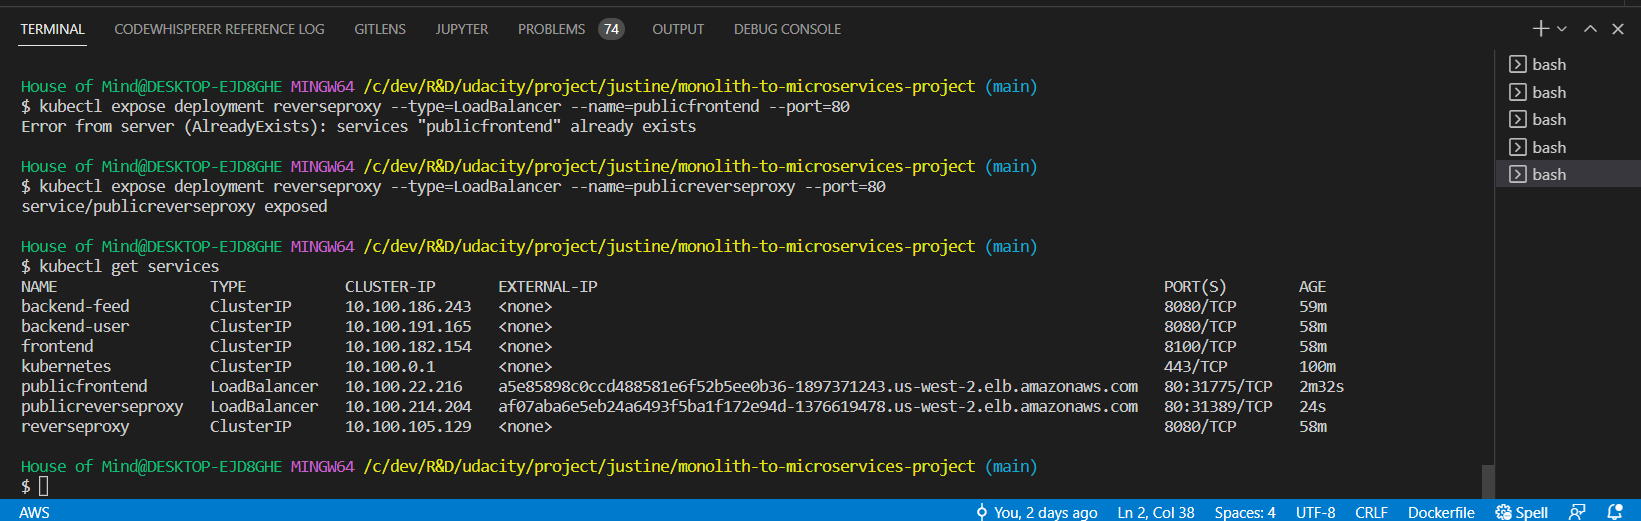 TERMINAL CODEWHISPERER REFERENCE LOG GITLENS JUPYTER PROBLEMS 74 OUTPUT DEBUG CONSOLE
House of Mind@DESKTOP-EJD8GHE MINGW64 /c/dev/R&D/udacity/project/justine/monolith-to-microservices-project (main)
$ kubectl expose deployment reverseproxy --type=LoadBalancer --name=publicfrontend --port=80
Error from server (AlreadyExists): services "publicfrontend" already exists
House of Mind@DESKTOP-EJD8GHE MINGW64 /c/dev/R&D/udacity/project/justine/monolith-to-microservices-project (main)
$ kubectl expose deployment reverseproxy --type=LoadBalancer --name=publicreverseproxy --port=80
service/publicreverseproxy exposed
House of Mind@DESKTOP-EJD8GHE MINGW64 /c/dev/R&D/udacity/project/justine/monolith-to-microservices-project (main)
$ kubectl get services
NAME TYPE CLUSTER-IP EXTERNAL-IP PORT(S) AGE
backend-feed ClusterIP 10.100.186.243 <none> 8080/TCP 59m
backend-user ClusterIP 10.100.191.165 <none> 8080/TCP 58m
frontend ClusterIP 10.100.182.154 <none> 8100/TCP 58m
kubernetes ClusterIP 10.100.0.1 <none> 443/TCP 100m
publicfrontend LoadBalancer 10.100.22.216 a5e85898c0ccd488581e6f52b5ee0b36-1897371243.us-west-2.elb.amazonaws.com 80:31775/TCP 2m32s
publicreverseproxy LoadBalancer 10.100.214.204 af07aba6e5eb24a6493f5ba1f172e94d-1376619478.us-west-2.elb.amazonaws.com 80:31389/TCP 24s
reverseproxy ClusterIP 10.100.105.129 <none> 8080/TCP 58m
House of Mind@DESKTOP-EJD8GHE MINGW64 /c/dev/R&D/udacity/project/justine/monolith-to-microservices-project (main)
$
bash
bash
bash
bash
bash
AWS You, 2 days ago Ln 2, Col 38 Spaces: 4 UTF-8 CRLF Dockerfile Spell